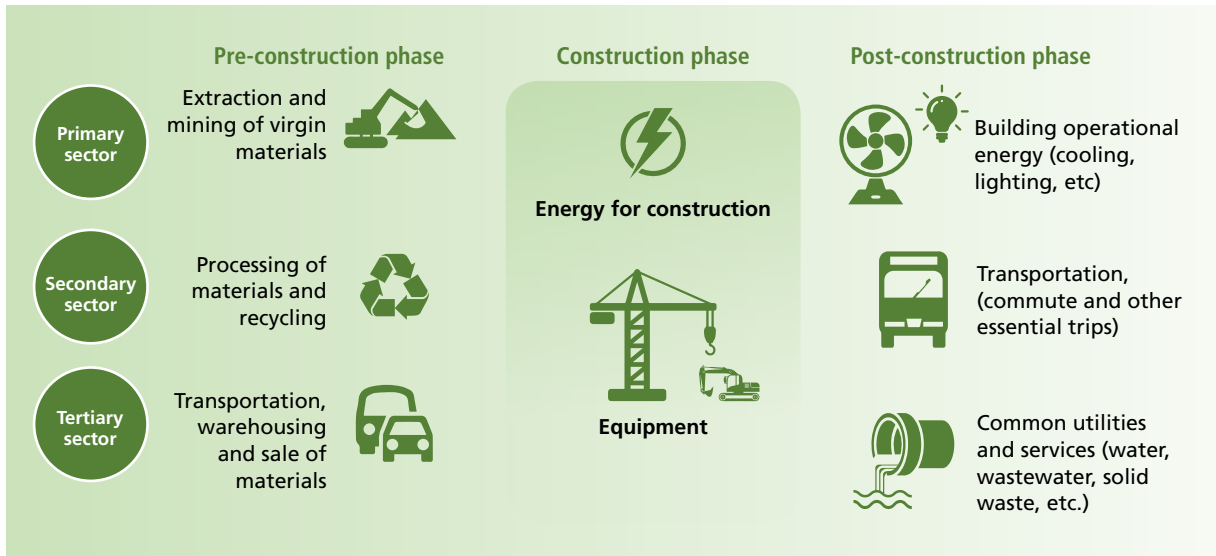 Pre-construction phase
Construction phase
Post-construction phase
Primary
sector
Extraction and
mining of virgin
materials
Secondary
sector
Processing of
materials and
recycling
Tertiary
sector
Transportation,
warehousing
and sale of
materials
Energy for construction
Equipment
Building operational
energy (cooling,
lighting, etc)
Transportation,
(commute and other
essential trips)
Common utilities
and services (water,
wastewater, solid
waste, etc.)